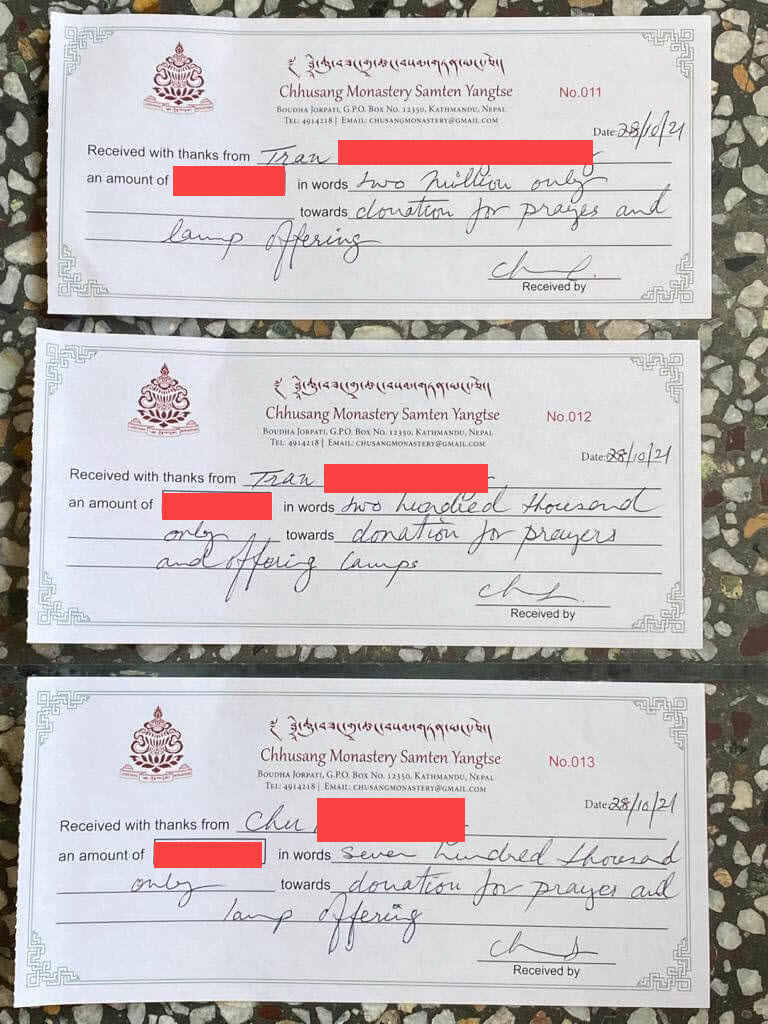 Chhusang Monastery Samten Yangtse No.011
Boudha Jorpati, G.P.O. Box No. 12350, Kathmandu, Nepal
Tel: 4914218 | Email: chusangmonastery@gmail.com
Date: 28/10/21
Received with thanks from Tran
an amount of in words two million only
towards donation for prayes and
lamp offering
Received by
Chhusang Monastery Samten Yangtse No.012
Boudha Jorpati, G.P.O. Box No. 12350, Kathmandu, Nepal
Tel: 4914218 | Email: chusangmonastery@gmail.com
Date: 28/10/21
Received with thanks from Tran
an amount of in words two hundred thousand
only towards donation for prayers
and offering lamps
Received by
Chhusang Monastery Samten Yangtse No.013
Boudha Jorpati, G.P.O. Box No. 12350, Kathmandu, Nepal
Tel: 4914218 | Email: chusangmonastery@gmail.com
Date: 28/10/21
Received with thanks from Chu
an amount of in words seven hundred thousand
only towards donation for prayes and
lamp offering
Received by